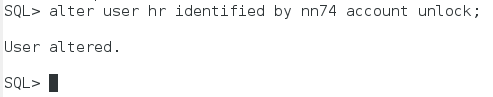 SQL> alter user hr identified by nn74 account unlock;
User altered.
SQL>